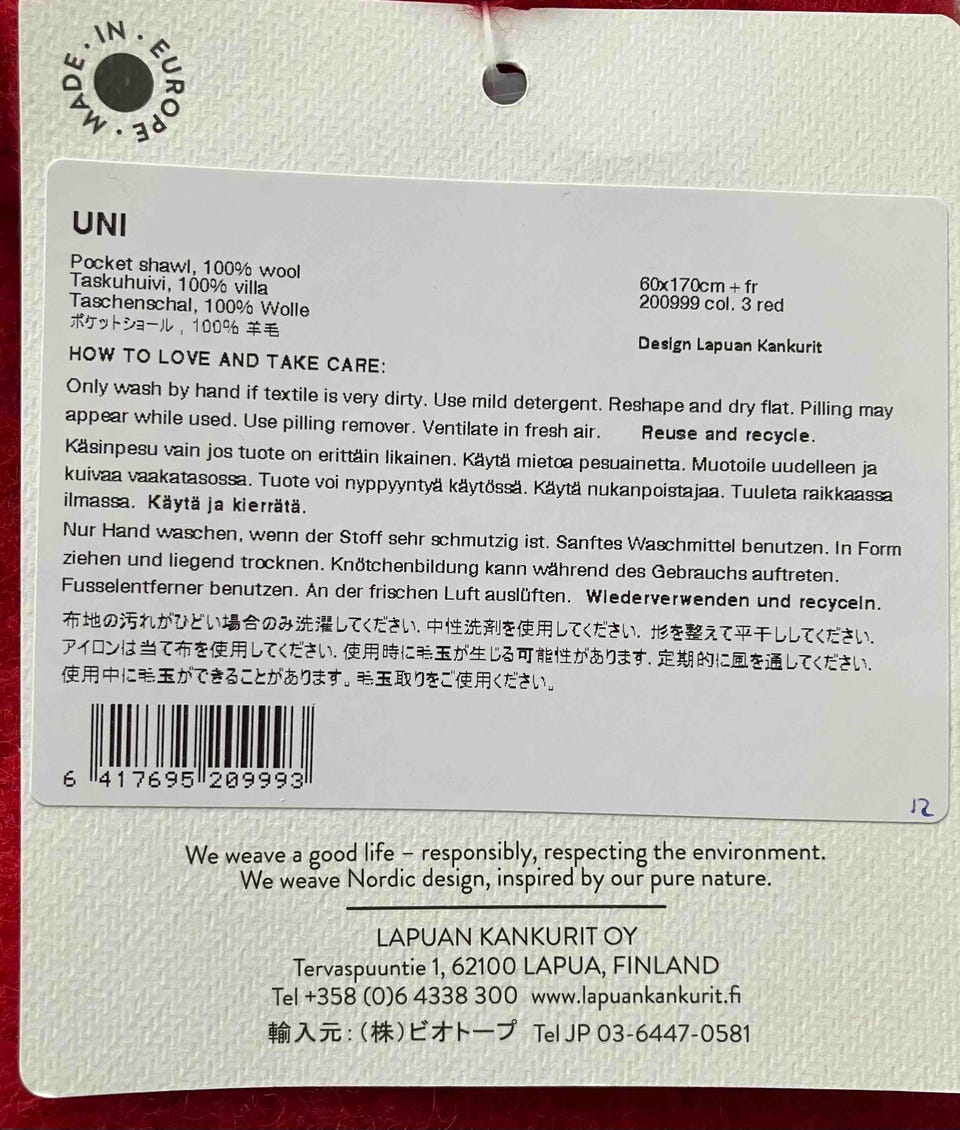 MADE · IN · EUROPE ·
UNI
Pocket shawl, 100% wool
Taskuhuivi, 100% villa
Taschenschal, 100% Wolle
ポケットショール , 100% 羊毛
60x170cm + fr
200999 col. 3 red
Design Lapuan Kankurit
HOW TO LOVE AND TAKE CARE:
Only wash by hand if textile is very dirty. Use mild detergent. Reshape and dry flat. Pilling may
appear while used. Use pilling remover. Ventilate in fresh air. Reuse and recycle.
Käsinpesu vain jos tuote on erittäin likainen. Käytä mietoa pesuainetta. Muotoile uudelleen ja
kuivaa vaakatasossa. Tuote voi nyppyyntyä käytössä. Käytä nukanpoistajaa. Tuuleta raikkaassa
ilmassa. Käytä ja kierrätä.
Nur Hand waschen, wenn der Stoff sehr schmutzig ist. Sanftes Waschmittel benutzen. In Form
ziehen und liegend trocknen. Knötchenbildung kann während des Gebrauchs auftreten.
Fusselentferner benutzen. An der frischen Luft auslüften. Wiederverwenden und recyceln.
布地の汚れがひどい場合のみ洗濯してください. 中性洗剤を使用してください. 形を整えて平干ししてください.
アイロンは当て布を使用してください. 使用時に毛玉が生じる可能性があります. 定期的に風を通してください.
使用中に毛玉ができることがあります。毛玉取りをご使用ください。
6 417695 209993
12
We weave a good life – responsibly, respecting the environment.
We weave Nordic design, inspired by our pure nature.
LAPUAN KANKURIT OY
Tervaspuuntie 1, 62100 LAPUA, FINLAND
Tel +358 (0)6 4338 300 www.lapuankankurit.fi
輸入元 : (株)ビオトープ Tel JP 03-6447-0581